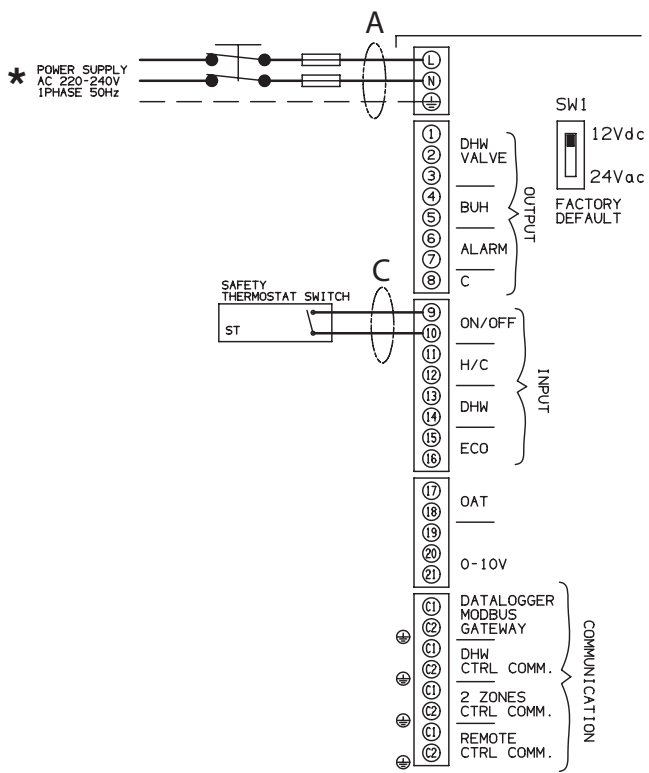 A
* POWER SUPPLY
AC 220-240V
1PHASE 50Hz
L
N
SW1
12Vdc
24Vac
FACTORY
DEFAULT
1
2
3
DHW
VALVE
4
5
BUH
6
7
ALARM
8
C
OUTPUT
SAFETY
THERMOSTAT SWITCH
ST
C
9
10
ON/OFF
11
12
H/C
13
14
DHW
15
16
ECO
INPUT
17
18
OAT
19
20
21
0-10V
C1
C2
DATALOGGER
MODBUS
GATEWAY
C1
C2
DHW
CTRL COMM.
C1
C2
2 ZONES
CTRL COMM.
C1
C2
REMOTE
CTRL COMM.
COMMUNICATION